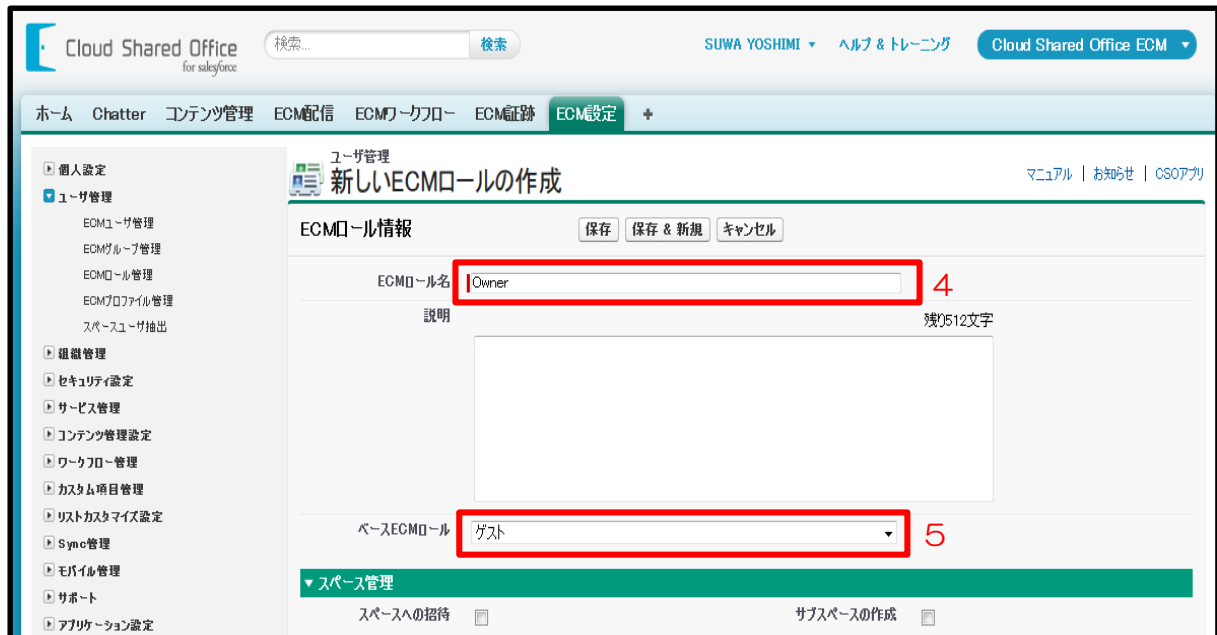 Cloud Shared Office
for salesforce
検索...
検索
SUWA YOSHIMI
ヘルプ & トレーニング
Cloud Shared Office ECM
ホーム Chatter コンテンツ管理 ECM配信 ECMワークフロー ECM証跡 ECM設定 +
個人設定
ユーザ管理
ECMユーザ管理
ECMグループ管理
ECMロール管理
ECMプロファイル管理
スペースユーザ抽出
組織管理
セキュリティ設定
サービス管理
コンテンツ管理設定
ワークフロー管理
カスタム項目管理
リストカスタマイズ設定
Sync管理
モバイル管理
サポート
アプリケーション設定
ユーザ管理
新しいECMロールの作成
マニュアル | お知らせ | CSOアプリ
ECMロール情報
保存 保存 & 新規 キャンセル
ECMロール名 Owner 4
説明
残り512文字
ベースECMロール ゲスト 5
スペース管理
スペースへの招待 サブスペースの作成